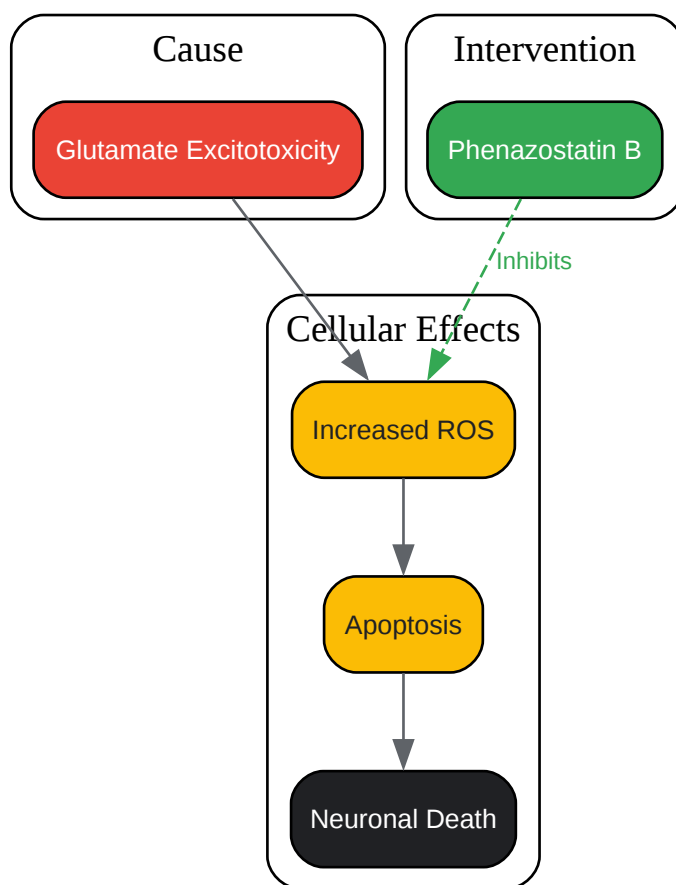 Cause
Intervention
Glutamate Excitotoxicity
Phenazostatin B
Inhibits
Cellular Effects
Increased ROS
Apoptosis
Neuronal Death